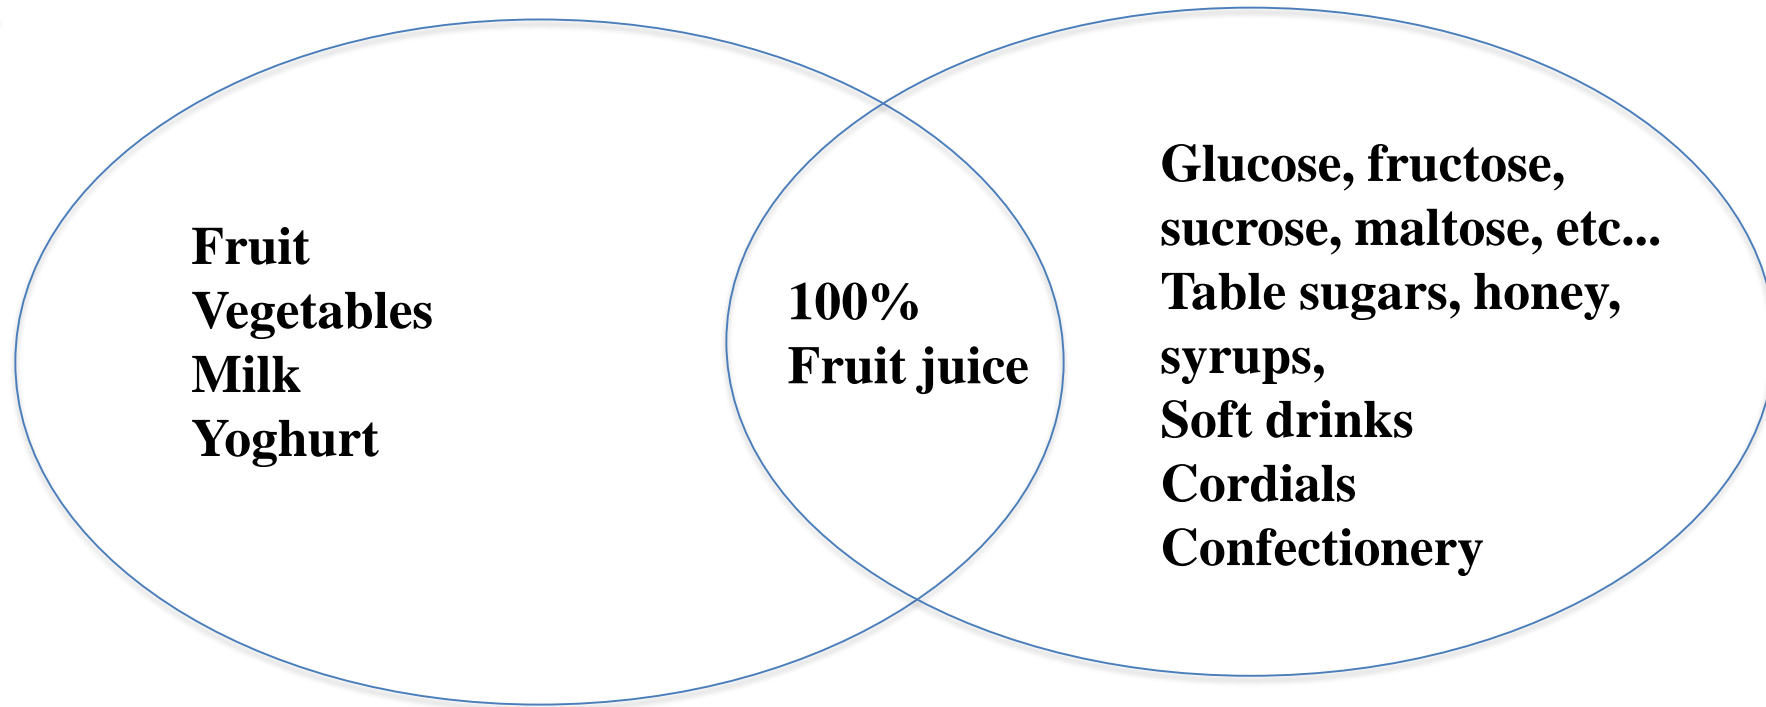 Fruit
Vegetables
Milk
Yoghurt
100%
Fruit juice
Glucose, fructose,
sucrose, maltose, etc...
Table sugars, honey,
syrups,
Soft drinks
Cordials
Confectionery